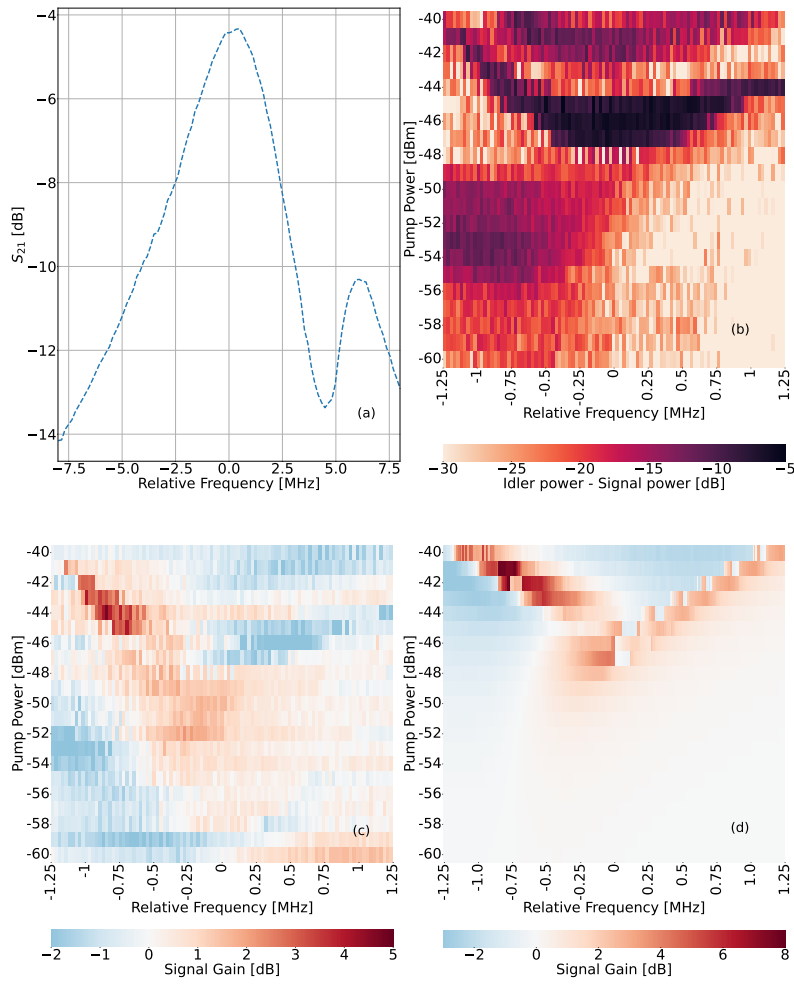 −4
−6
−8
−10
−12
−14
S21 [dB]
−7.5 −5.0 −2.5 0.0 2.5 5.0 7.5
Relative Frequency [MHz]
(a)
-40
-42
-44
-46
-48
-50
-52
-54
-56
-58
-60
Pump Power [dBm]
-1.25 -1 -0.75 -0.5 -0.25 0 0.25 0.5 0.75 1.0 1.25
Relative Frequency [MHz]
(b)
−30 −25 −20 −15 −10 −5
Idler power - Signal power [dB]
-40
-42
-44
-46
-48
-50
-52
-54
-56
-58
-60
Pump Power [dBm]
-1.25 -1 -0.75 -0.5 -0.25 0 0.25 0.5 0.75 1.0 1.25
Relative Frequency [MHz]
(c)
−2 −1 0 1 2 3 4 5
Signal Gain [dB]
-40
-42
-44
-46
-48
-50
-52
-54
-56
-58
-60
Pump Power [dBm]
-1.25 -1 -0.75 -0.5 -0.25 0 0.25 0.5 0.75 1.0 1.25
Relative Frequency [MHz]
(d)
−2 0 2 4 6 8
Signal Gain [dB]